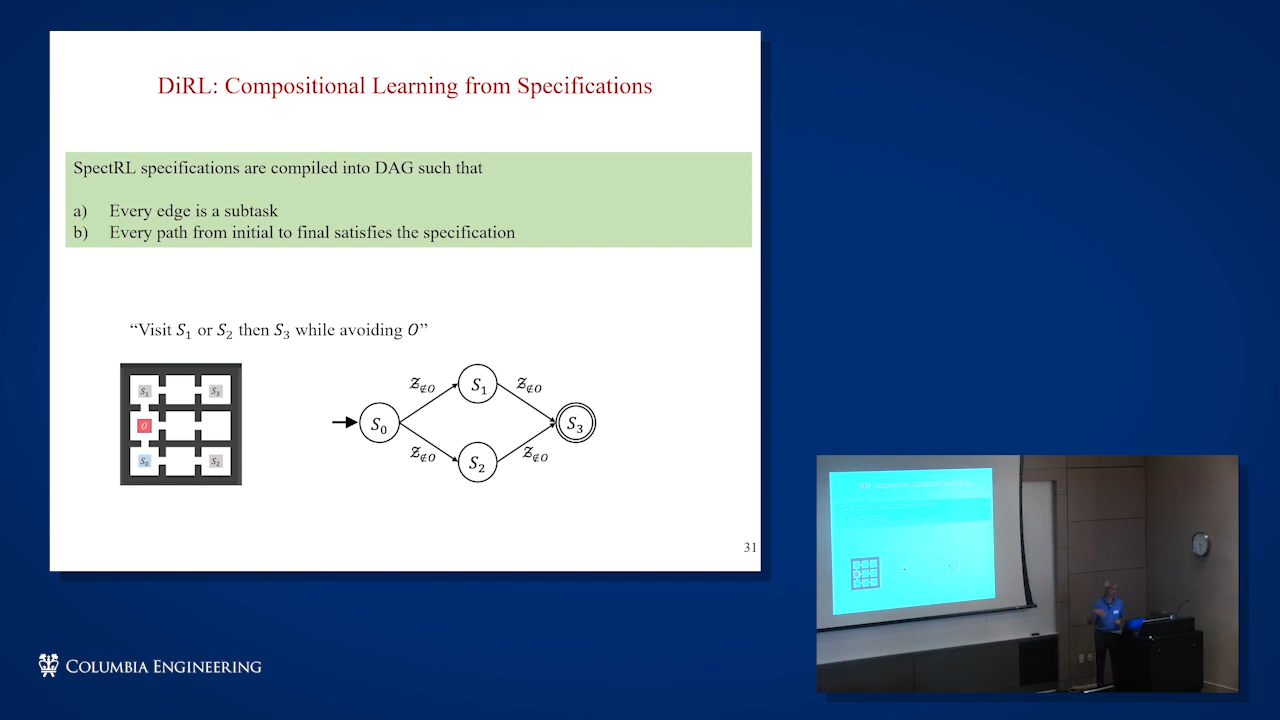 DiRL: Compositional Learning from Specifications
SpectRL specifications are compiled into DAG such that
a) Every edge is a subtask
b) Every path from initial to final satisfies the specification
“Visit S₁ or S₂ then S₃ while avoiding O”
S₁ S₃
O
S₀ S₂
S₀
S₁
S₂
S₃
𝓩∉O 𝓩∉O
𝓩∉O 𝓩∉O
31
COLUMBIA ENGINEERING